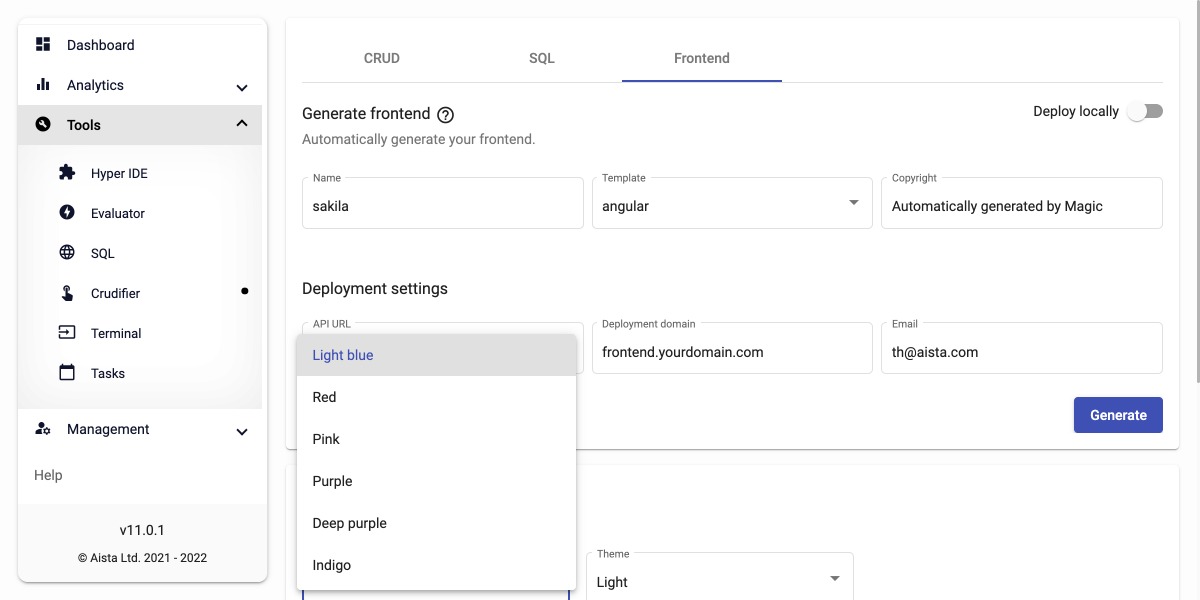 Dashboard
Analytics
Tools
Hyper IDE
Evaluator
SQL
Crudifier
Terminal
Tasks
Management
Help
v11.0.1
© Aista Ltd. 2021 - 2022
CRUD SQL Frontend
Generate frontend ?
Deploy locally
Automatically generate your frontend.
Name Template Copyright
sakila angular Automatically generated by Magic
Deployment settings
API URL Deployment domain Email
frontend.yourdomain.com th@aista.com
Light blue
Red
Pink
Purple
Deep purple
Indigo
Generate
Theme
Light